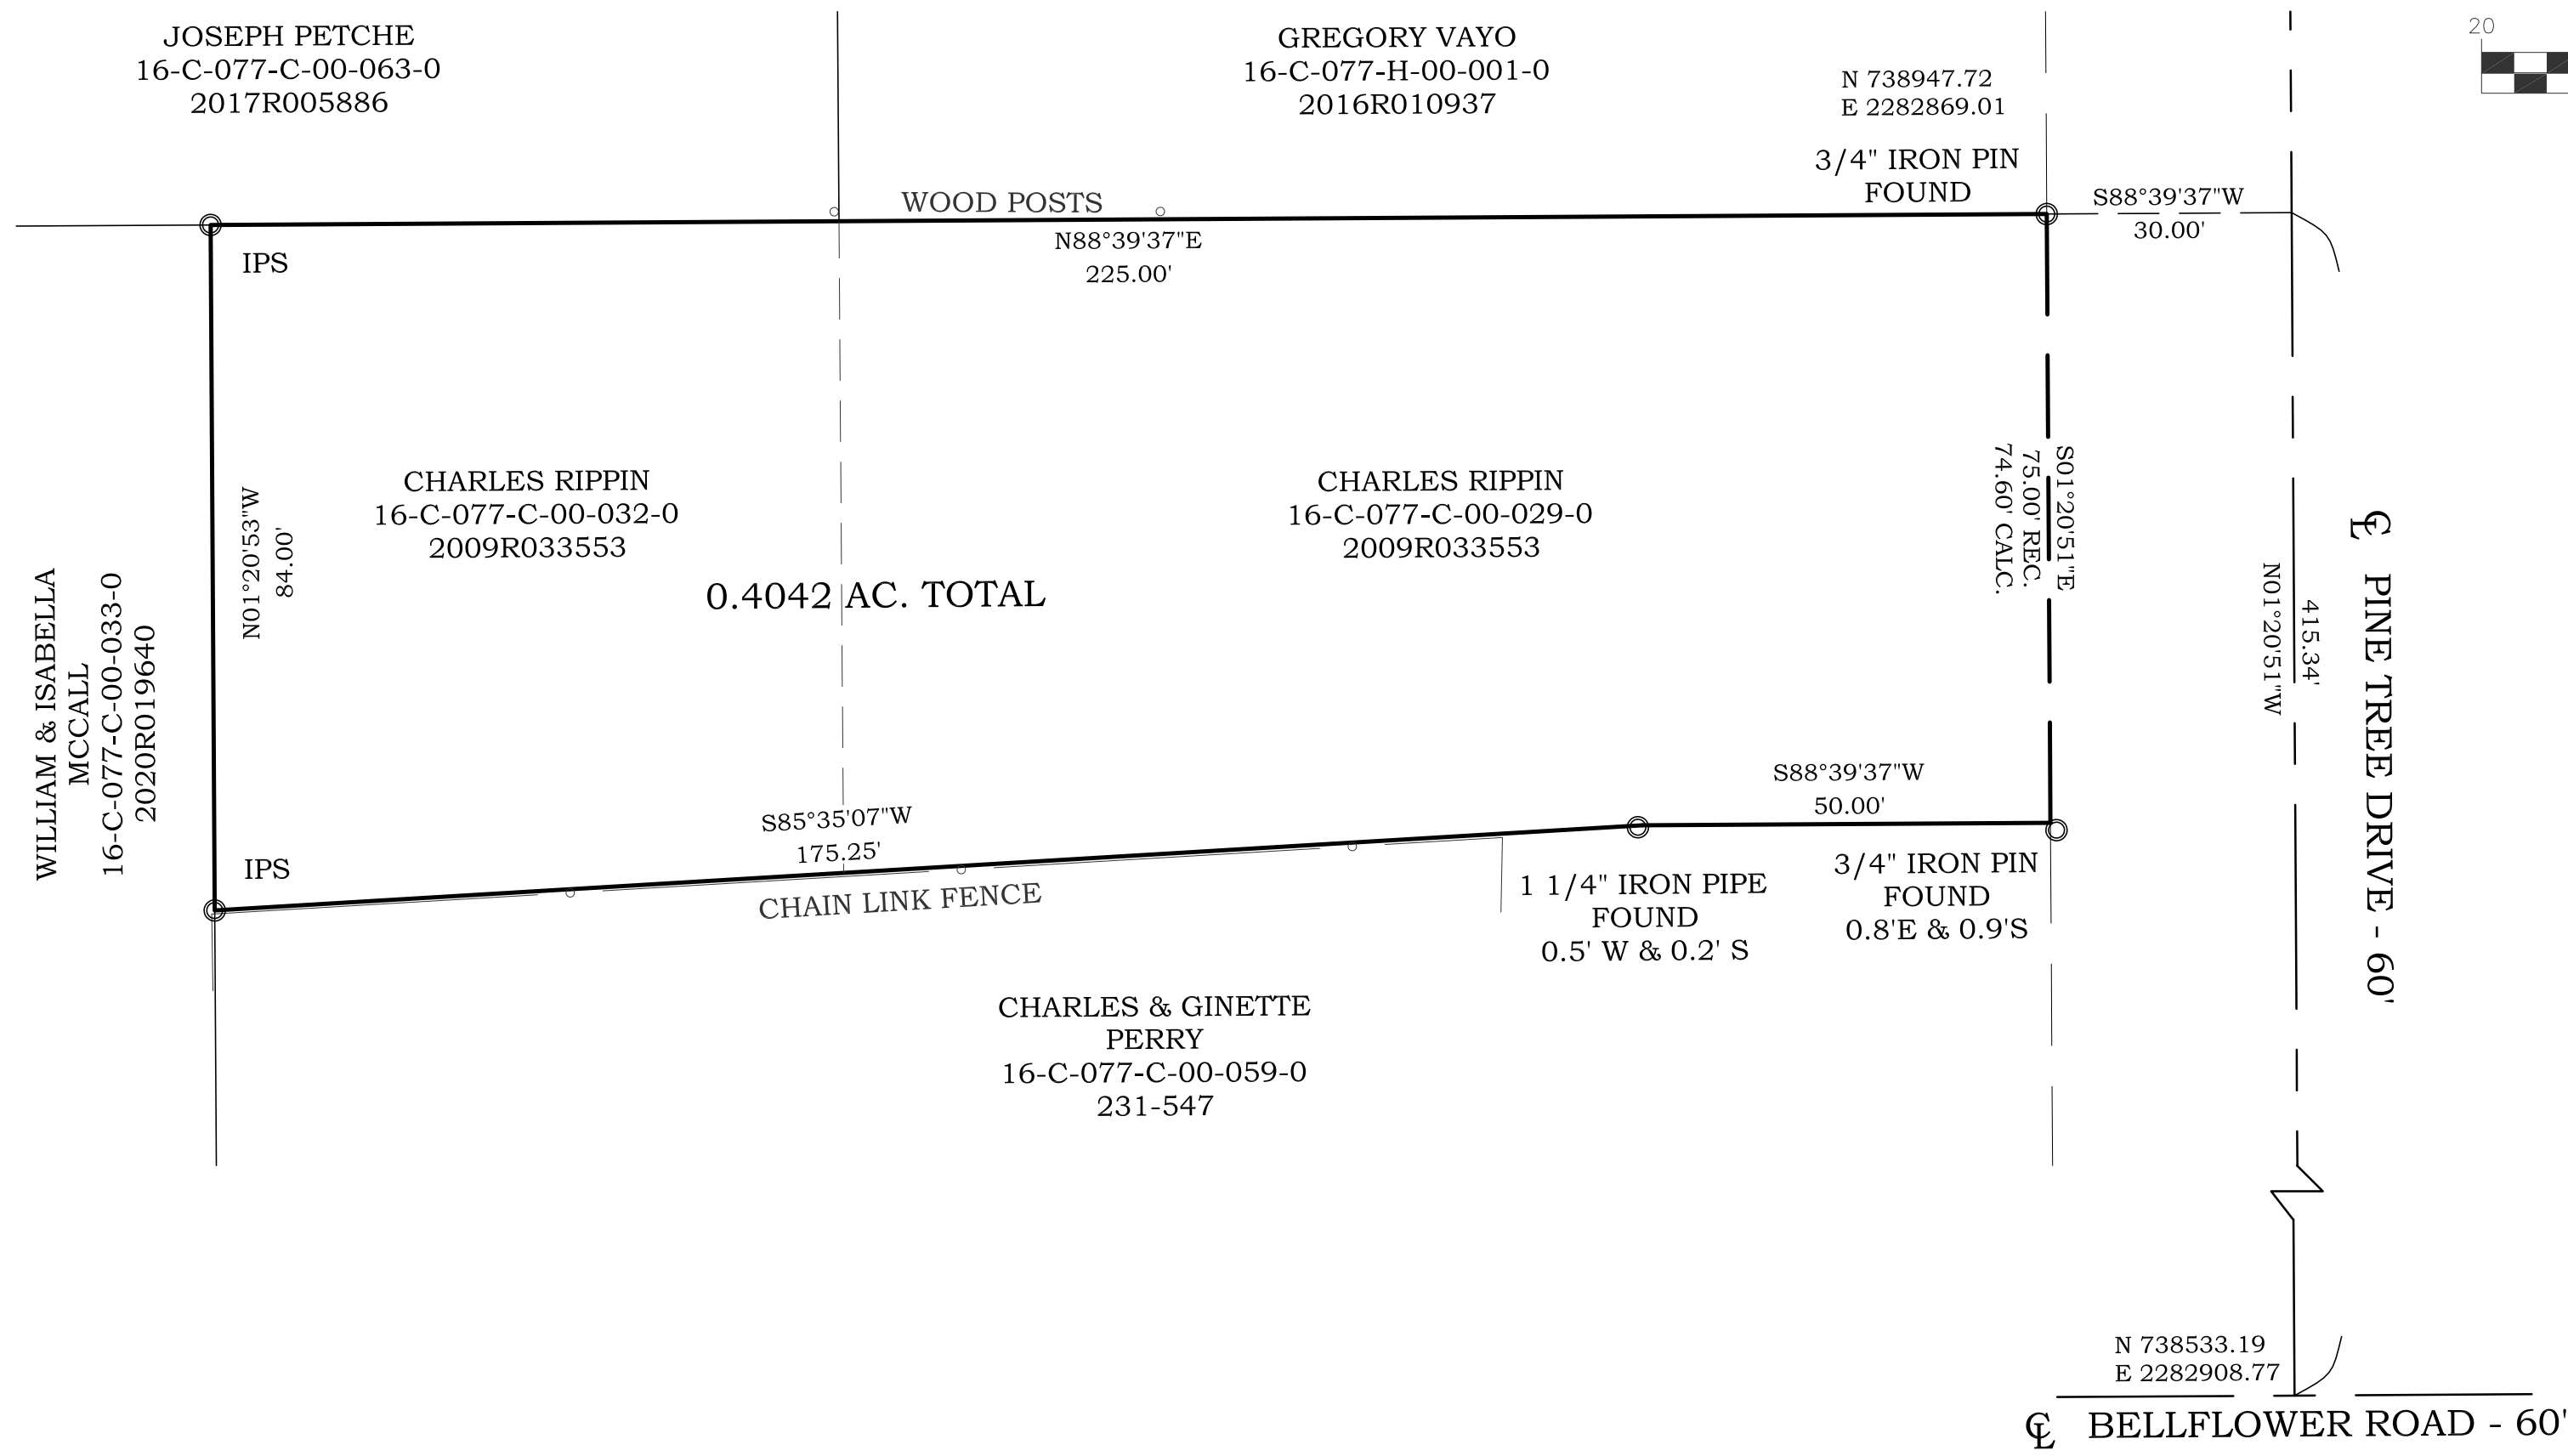 JOSEPH PETCHE
16-C-077-C-00-063-0
2017R005886
GREGORY VAYO
16-C-077-H-00-001-0
2016R010937
N 738947.72
E 2282869.01
20
3/4" IRON PIN
FOUND
WOOD POSTS
S88°39'37"W
30.00'
N88°39'37"E
225.00'
IPS
CHARLES RIPPIN
16-C-077-C-00-032-0
2009R033553
CHARLES RIPPIN
16-C-077-C-00-029-0
2009R033553
0.4042 AC. TOTAL
N01°20'53"W
84.00'
WILLIAM & ISABELLA
MCCALL
16-C-077-C-00-033-0
2020R019640
S01°20'51"E
75.00' REC.
74.60' CALC.
415.34'
N01°20'51"W
℄ PINE TREE DRIVE - 60'
S88°39'37"W
50.00'
S85°35'07"W
175.25'
IPS
CHAIN LINK FENCE
1 1/4" IRON PIPE
FOUND
0.5' W & 0.2' S
3/4" IRON PIN
FOUND
0.8'E & 0.9'S
CHARLES & GINETTE
PERRY
16-C-077-C-00-059-0
231-547
N 738533.19
E 2282908.77
℄ BELLFLOWER ROAD - 60'